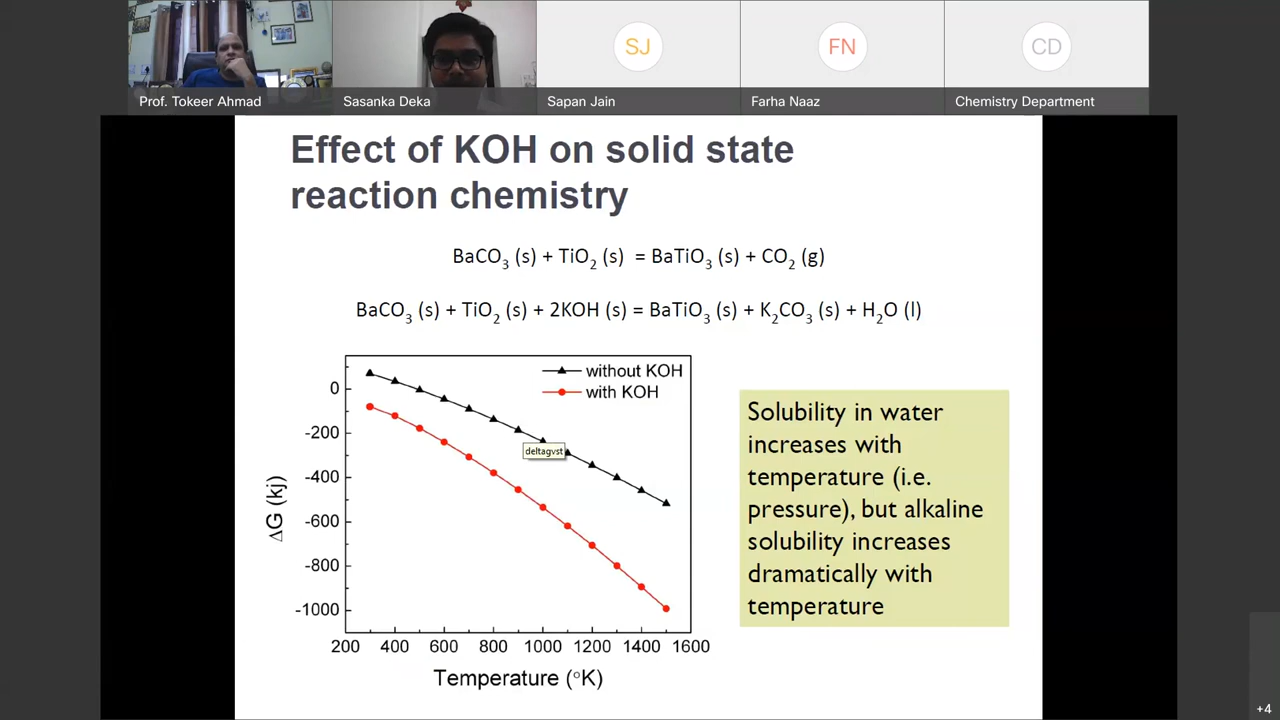 SJ
FN
CD
Prof. Tokeer Ahmad
Sasanka Deka
Sapan Jain
Farha Naaz
Chemistry Department
Effect of KOH on solid state
reaction chemistry
BaCO₃ (s) + TiO₂ (s) = BaTiO₃ (s) + CO₂ (g)
BaCO₃ (s) + TiO₂ (s) + 2KOH (s) = BaTiO₃ (s) + K₂CO₃ (s) + H₂O (l)
without KOH
with KOH
0
-200
-400
-600
-800
-1000
ΔG (kj)
deltagvst
200 400 600 800 1000 1200 1400 1600
Temperature (°K)
Solubility in water
increases with
temperature (i.e.
pressure), but alkaline
solubility increases
dramatically with
temperature
+4